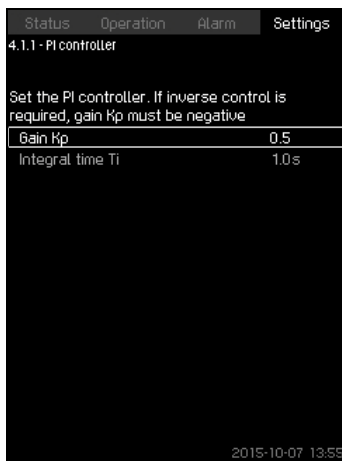 Status Operation Alarm Settings
4.1.1 - PI controller
Set the PI controller. If inverse control is
required, gain Kp must be negative
Gain Kp 0.5
Integral time Ti 1.0s
2015-10-07 13:55